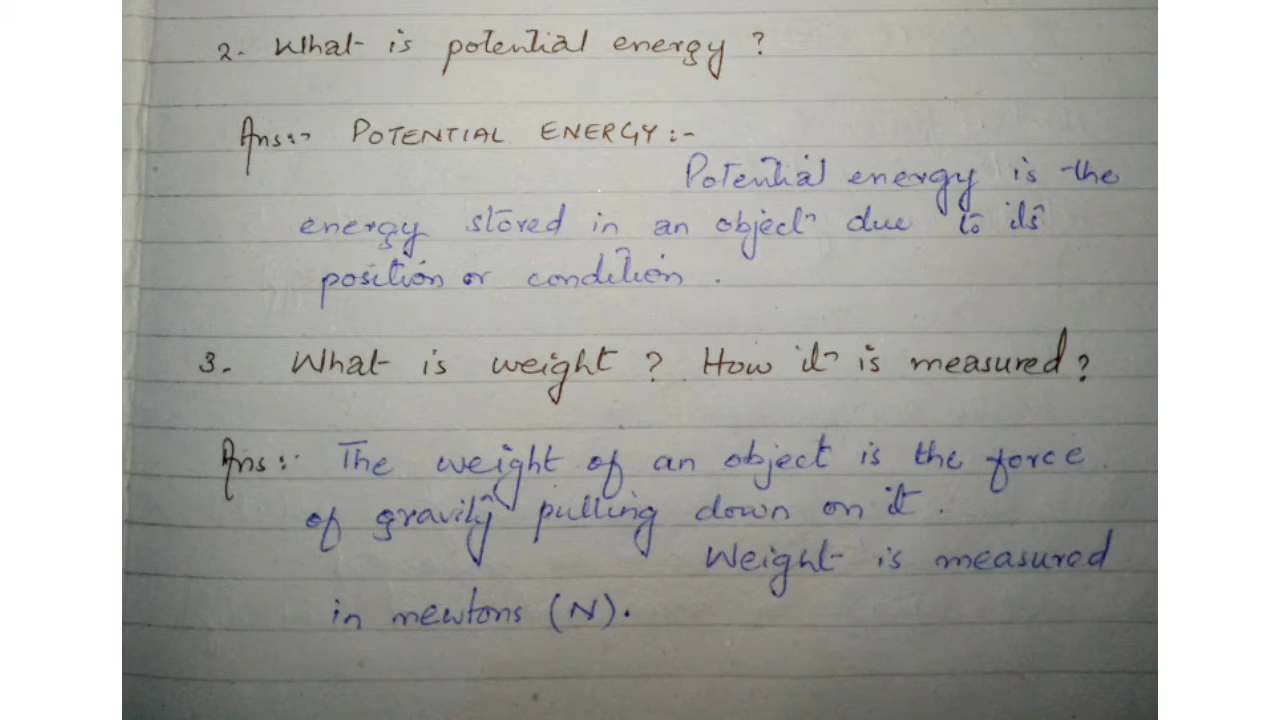 2. What is potential energy ?
Ans:- POTENTIAL ENERGY :-
Potential energy is the
energy stored in an object due to its
position or condition .
3. What is weight ? How it is measured ?
Ans :- The weight of an object is the force
of gravity pulling down on it .
Weight is measured
in newtons (N).